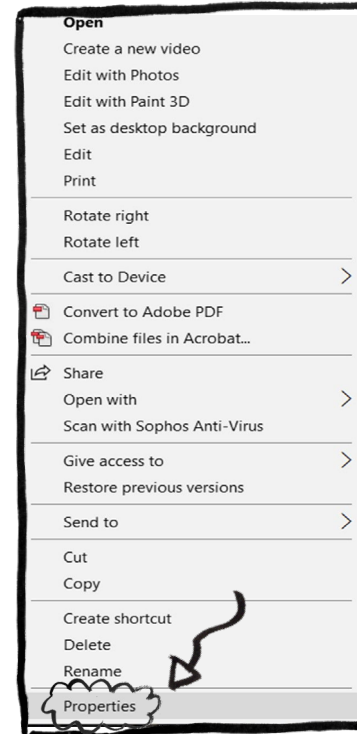 Open
Create a new video
Edit with Photos
Edit with Paint 3D
Set as desktop background
Edit
Print
Rotate right
Rotate left
Cast to Device
Convert to Adobe PDF
Combine files in Acrobat...
Share
Open with
Scan with Sophos Anti-Virus
Give access to
Restore previous versions
Send to
Cut
Copy
Create shortcut
Delete
Rename
Properties